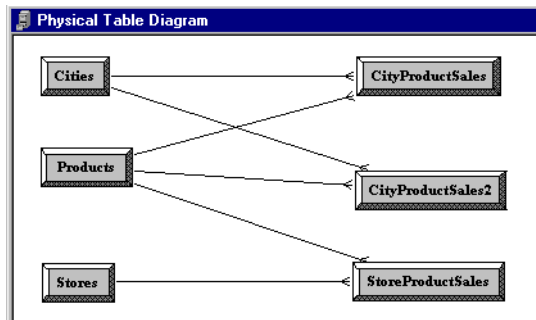 Physical Table Diagram
Cities
CityProductSales
Products
CityProductSales2
Stores
StoreProductSales